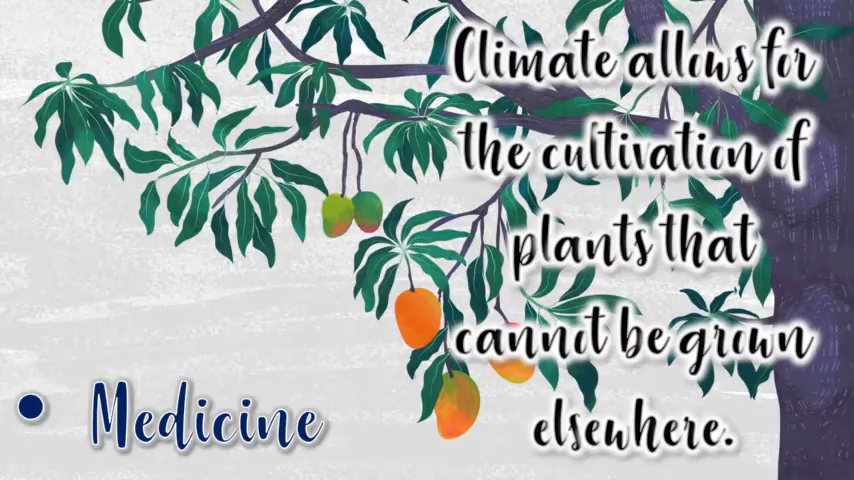 Climate allows for
the cultivation of
plants that
cannot be grown
elsewhere.
• Medicine